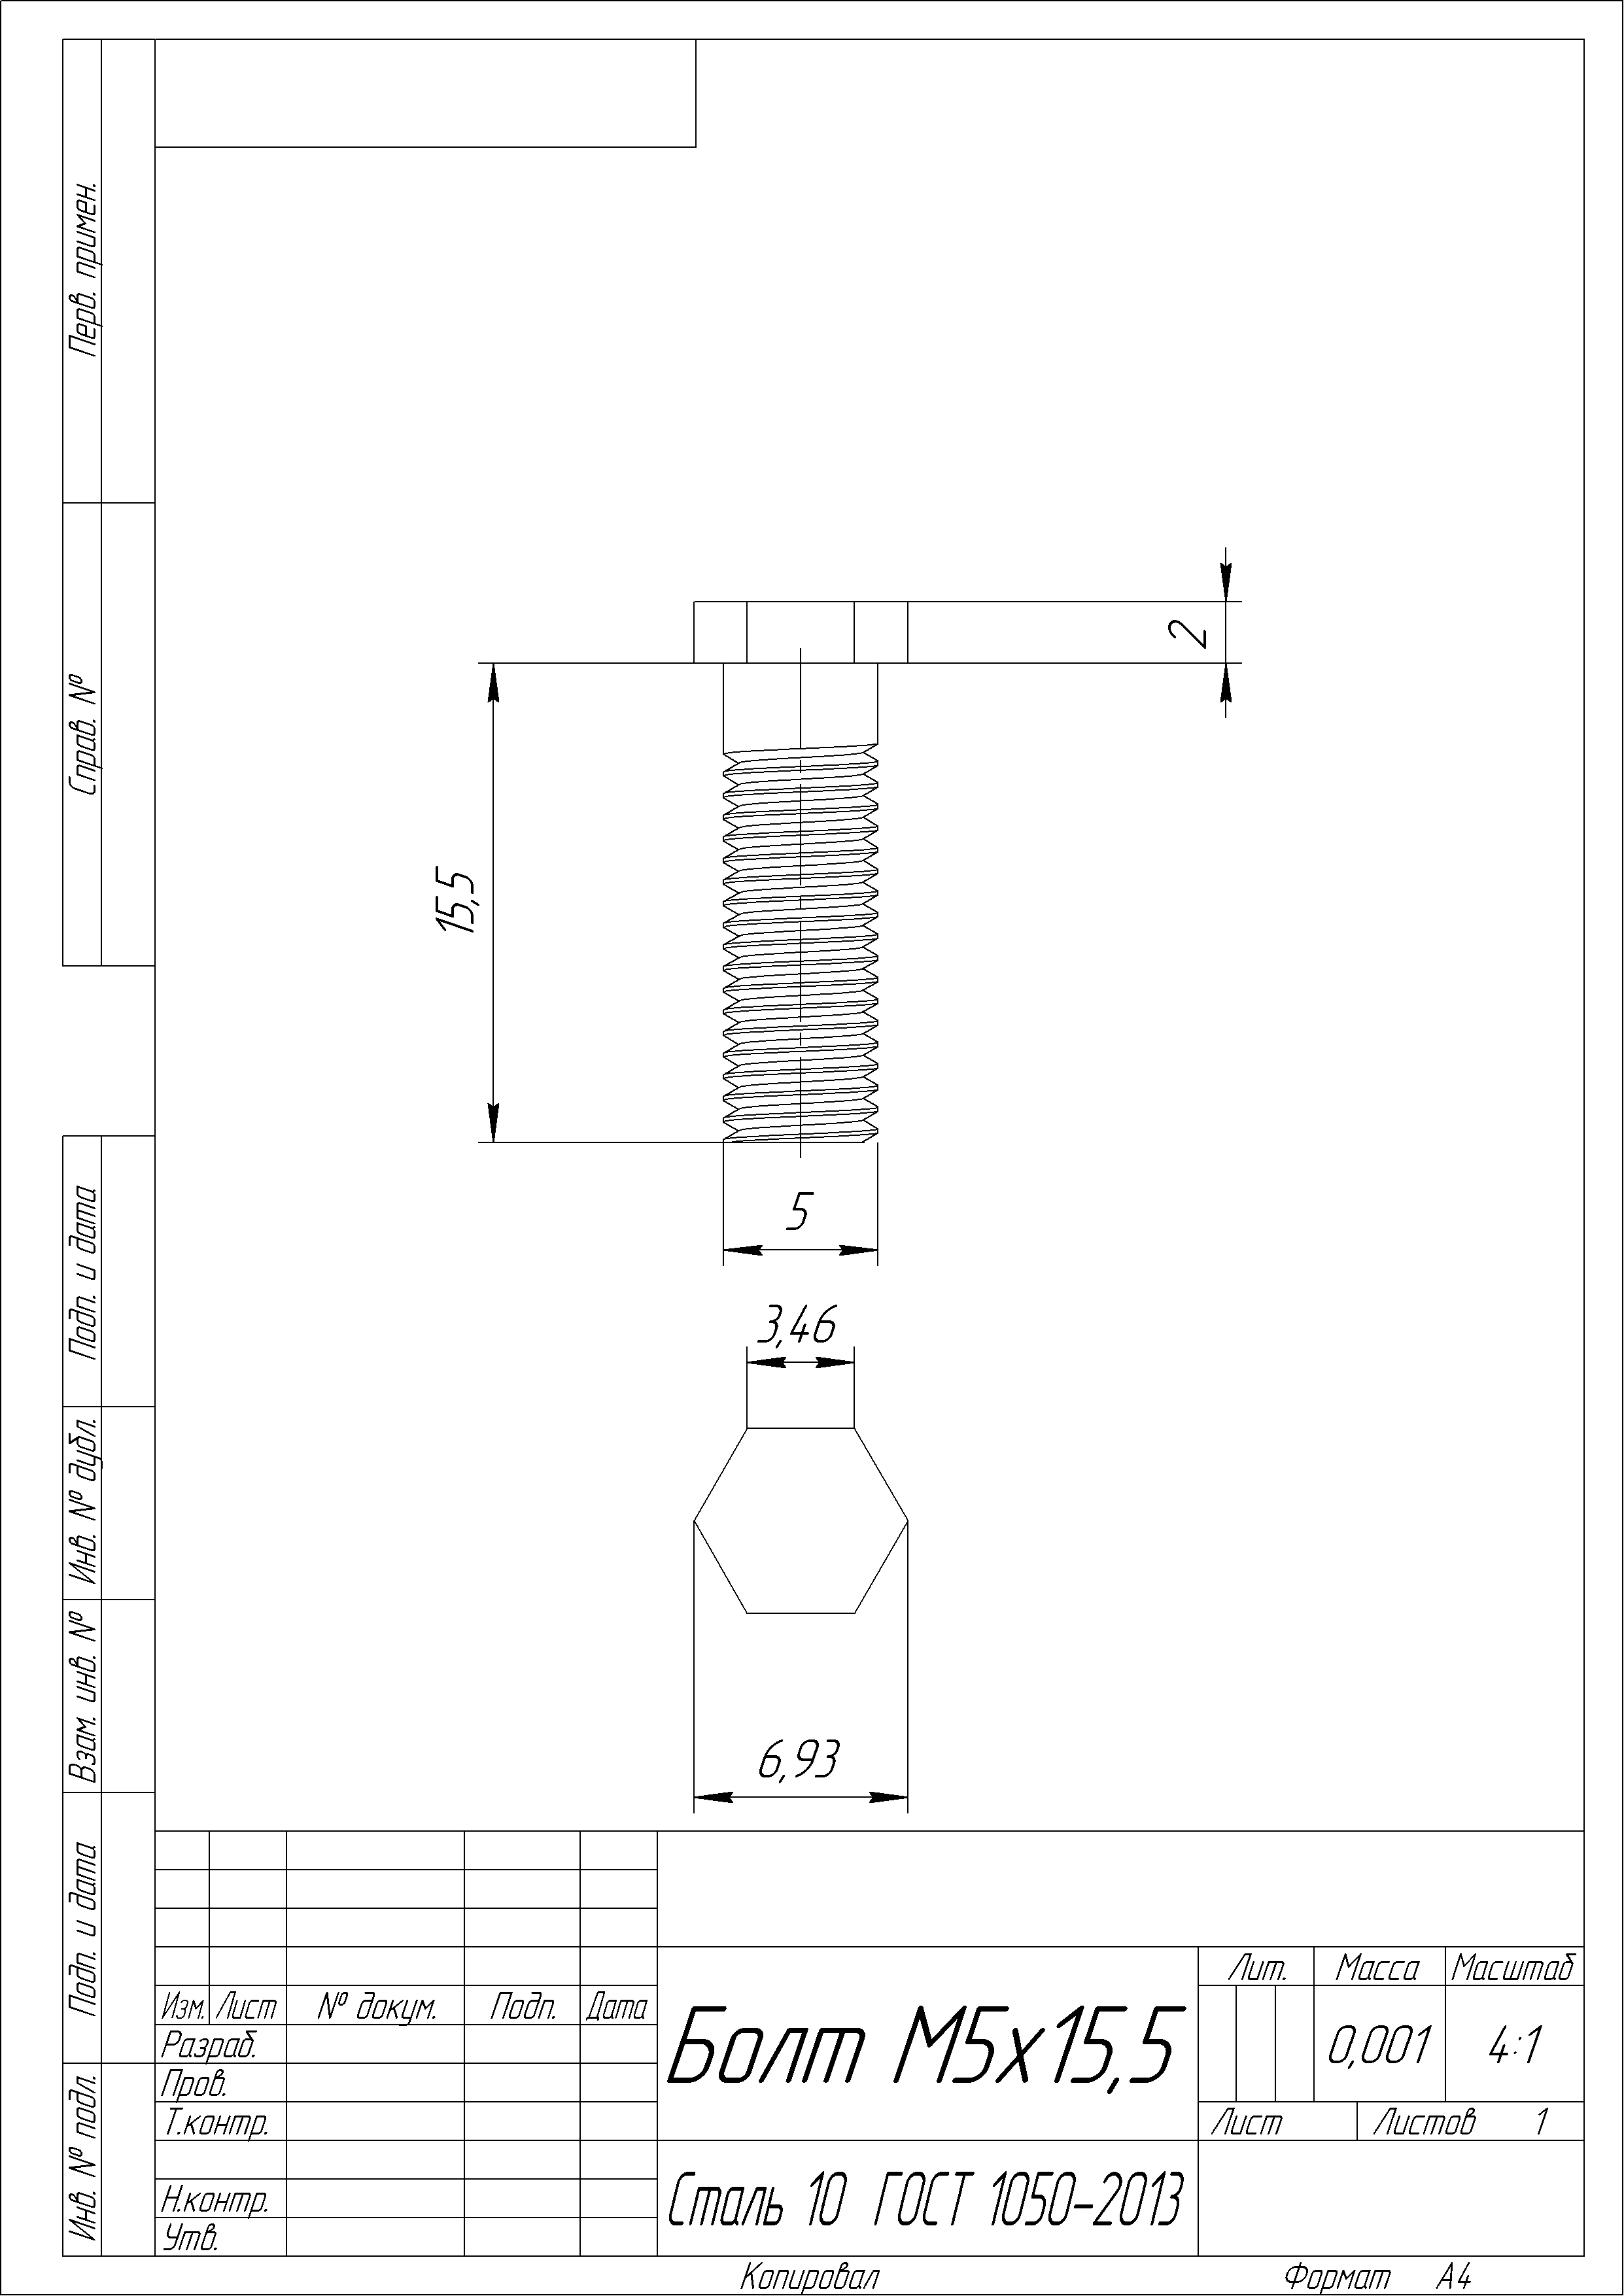 Перв. примен.
Справ. №
Подп. и дата
Инв. № дубл.
Взам. инв. №
Подп. и дата
Инв. № подл.
2
15,5
5
3,46
6,93
Изм. Лист № докум. Подп. Дата
Разраб.
Пров.
Т.контр.
Н.контр.
Утв.
Болт М5х15,5
Сталь 10 ГОСТ 1050-2013
Лит. Масса Масштаб
0,001 4:1
Лист Листов 1
Копировал Формат А4